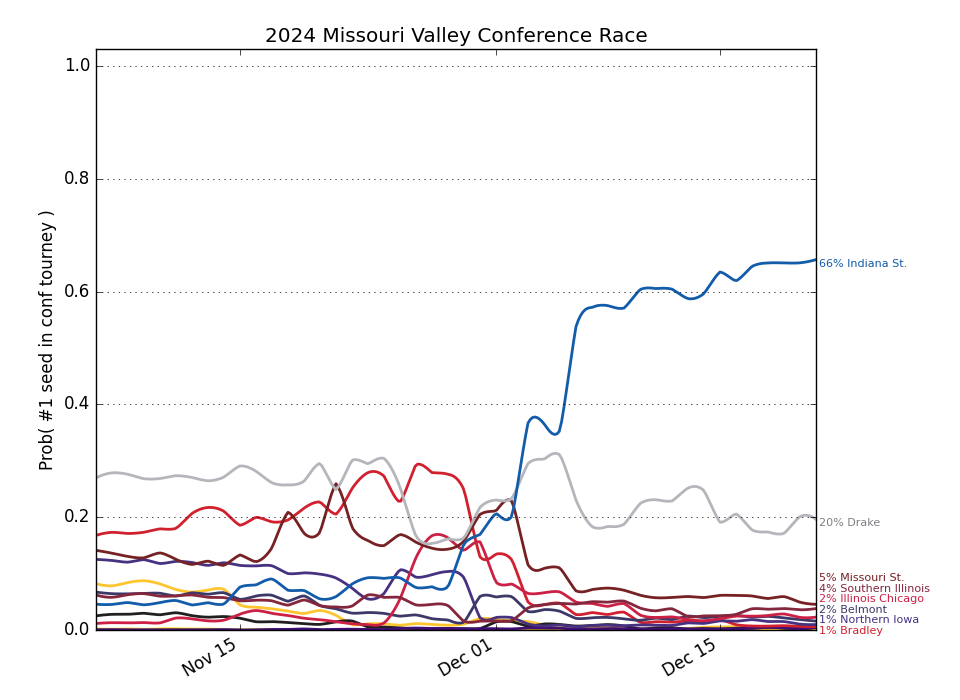 2024 Missouri Valley Conference Race
Prob( #1 seed in conf tourney )
1.0
0.8
0.6
0.4
0.2
0.0
Nov 15
Dec 01
Dec 15
66% Indiana St.
20% Drake
5% Missouri St.
4% Southern Illinois
2% Illinois Chicago
2% Belmont
1% Northern Iowa
1% Bradley